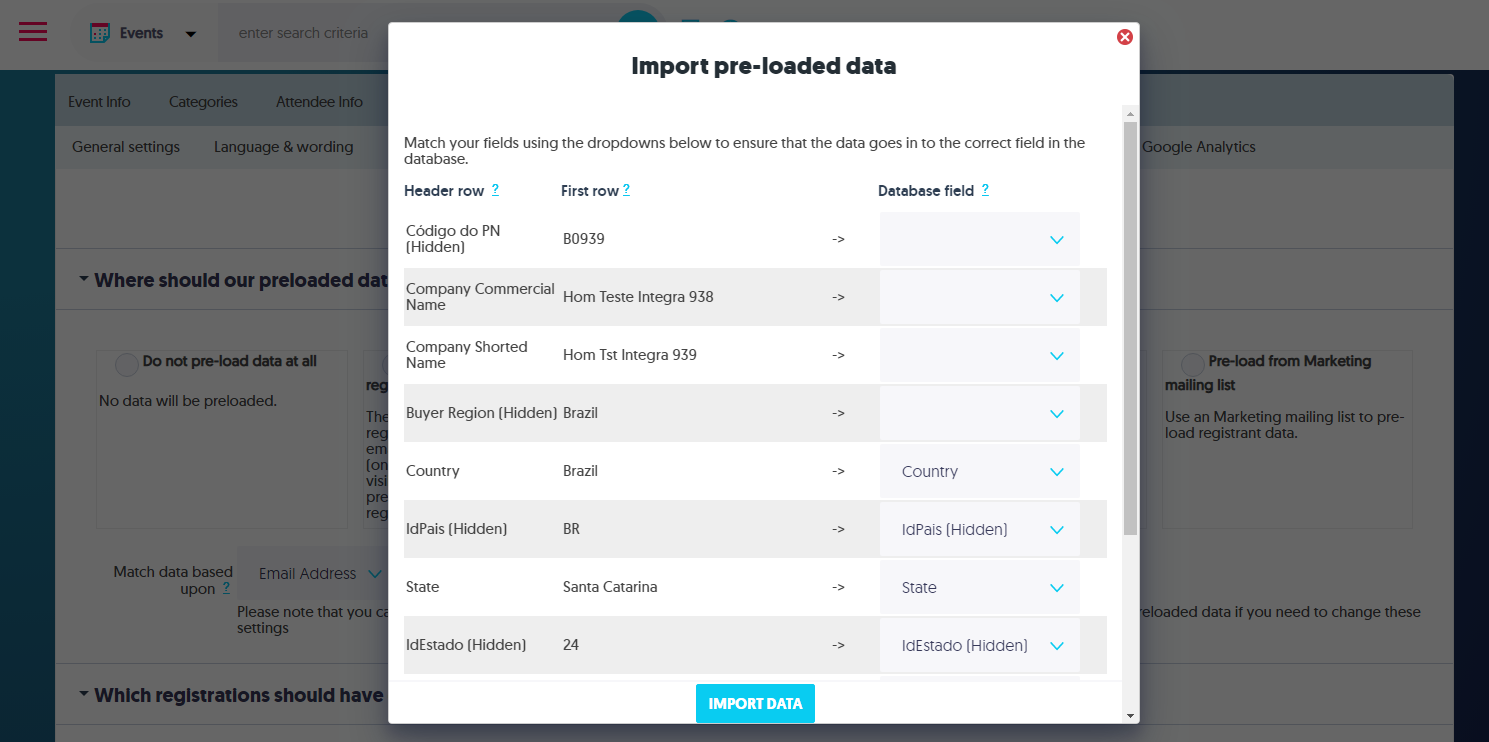 Events
enter search criteria
Import pre-loaded data
Event Info
Categories
Attendee Info
General settings
Language & wording
Google Analytics
Match your fields using the dropdowns below to ensure that the data goes in to the correct field in the
database.
Header row ?
First row ?
Database field ?
Código do PN
(Hidden)
B0939
->
Company Commercial
Name
Hom Teste Integra 938
->
Company Shorted
Name
Hom Tst Integra 939
->
Buyer Region (Hidden)
Brazil
->
Country
Brazil
->
Country
IdPais (Hidden)
BR
->
IdPais (Hidden)
State
Santa Catarina
->
State
IdEstado (Hidden)
24
->
IdEstado (Hidden)
IMPORT DATA
Where should our preloaded
Do not pre-load data at all
No data will be preloaded.
Pre-load from Marketing
mailing list
Use an Marketing mailing list to pre-
load registrant data.
Match data based
upon ?
Email Address
Please note that you
settings
data if you need to change these
Which registrations should have